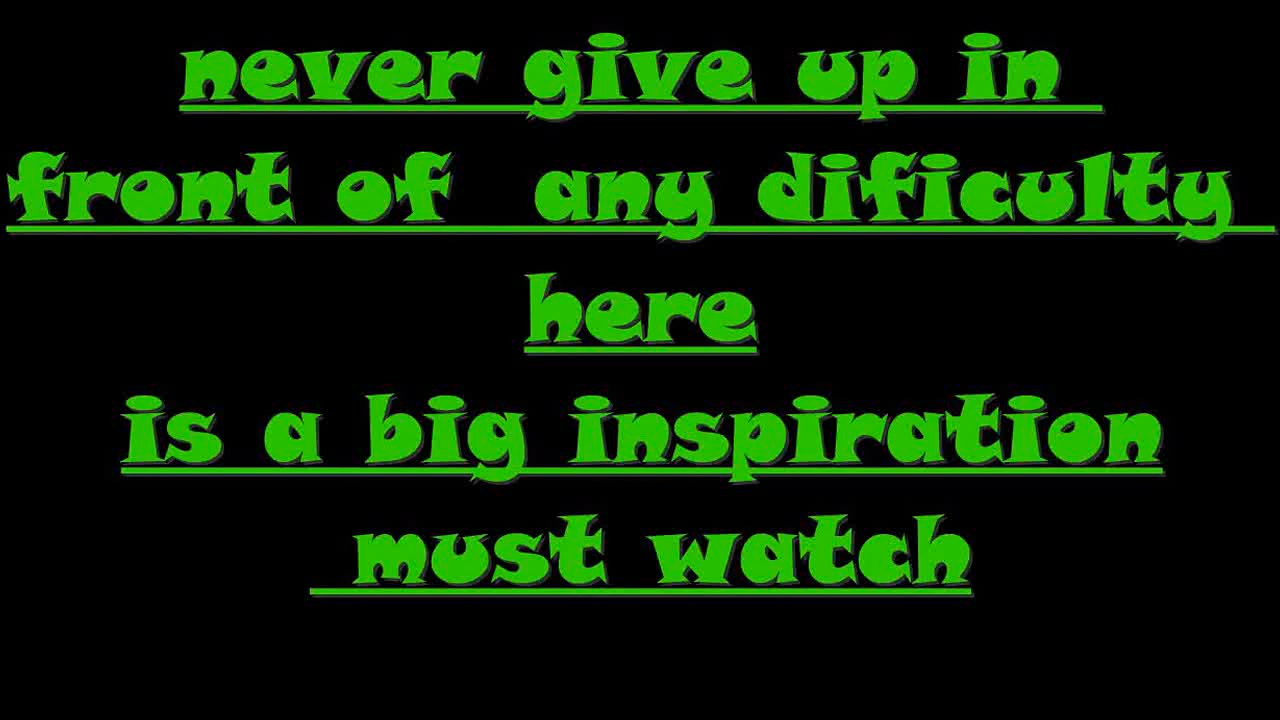 never give up in
front of any dificulty
here
is a big inspiration
must watch